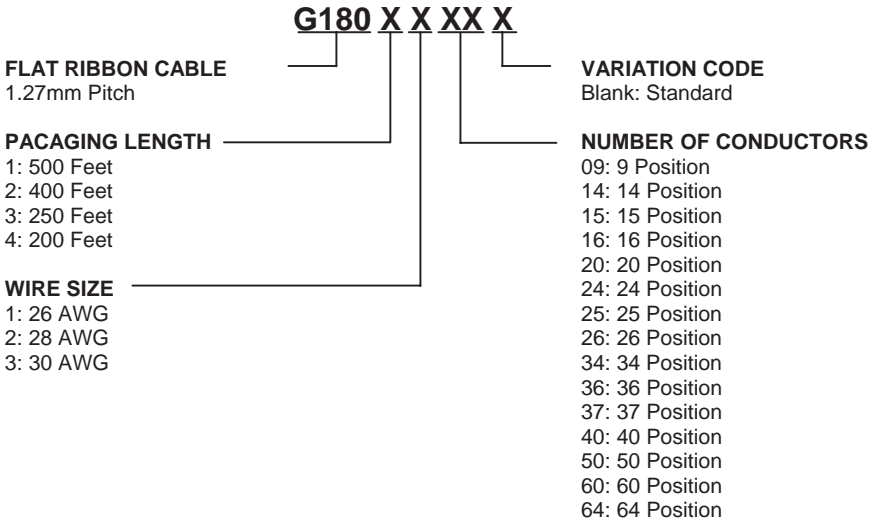 G180 X X XX X
FLAT RIBBON CABLE
1.27mm Pitch
PACAGING LENGTH
1: 500 Feet
2: 400 Feet
3: 250 Feet
4: 200 Feet
WIRE SIZE
1: 26 AWG
2: 28 AWG
3: 30 AWG
VARIATION CODE
Blank: Standard
NUMBER OF CONDUCTORS
09: 9 Position
14: 14 Position
15: 15 Position
16: 16 Position
20: 20 Position
24: 24 Position
25: 25 Position
26: 26 Position
34: 34 Position
36: 36 Position
37: 37 Position
40: 40 Position
50: 50 Position
60: 60 Position
64: 64 Position